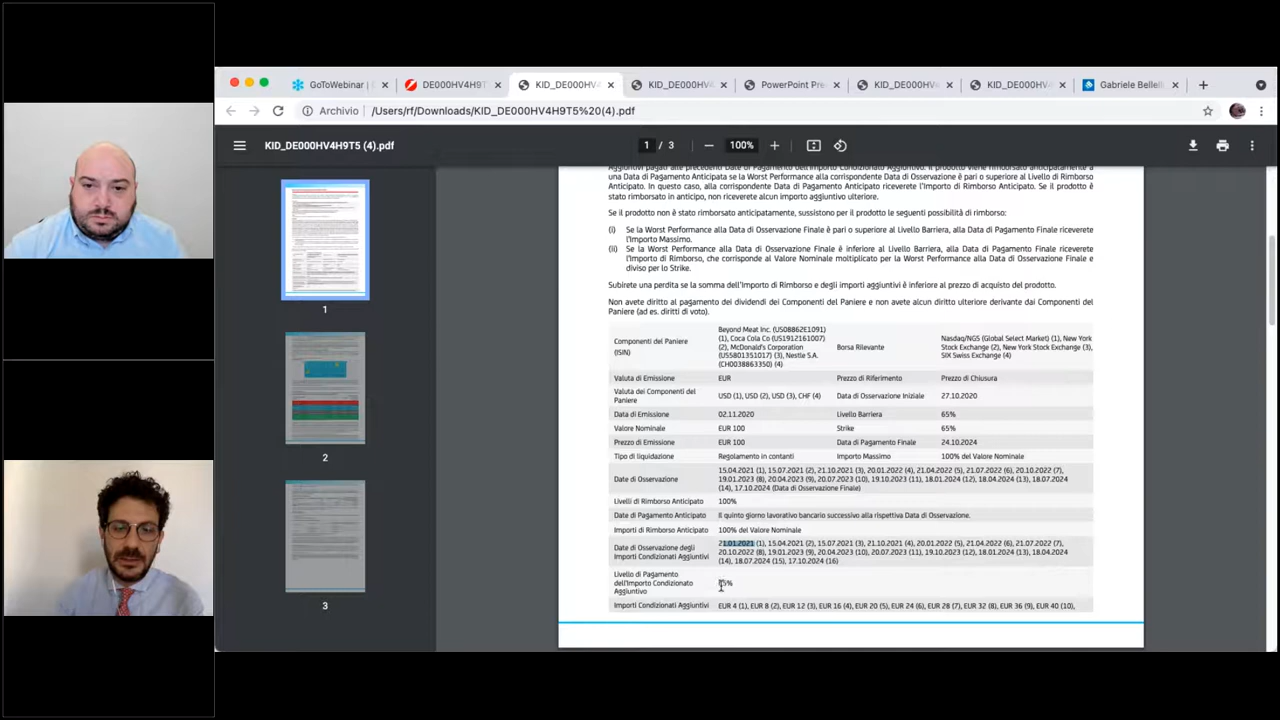 GoToWebinar |
DE000HV4H9T
KID_DE000HV4H
KID_DE000HV4H
PowerPoint Pre
KID_DE000HV4H
KID_DE000HV4H
Gabriele Bellell
Archivio | /Users/rf/Downloads/KID_DE000HV4H9T5%20(4).pdf
KID_DE000HV4H9T5 (4).pdf
1 / 3
100%
1
2
3
una Data di Pagamento Anticipata se la Worst Performance alla corrispondente Data di Osservazione è pari o superiore al Livello di Rimborso
Anticipato. In questo caso, alla corrispondente Data di Pagamento Anticipato riceverete l'Importo di Rimborso Anticipato. Se il prodotto viene
rimborsato in anticipo, non riceverete alcun importo aggiuntivo ulteriore.
Se il prodotto non è stato rimborsato anticipatamente, sussistono per il prodotto le seguenti possibilità di rimborso:
(i) Se la Worst Performance alla Data di Osservazione Finale è pari o superiore al Livello Barriera, alla Data di Pagamento Finale riceverete
l'Importo Massimo.
(ii) Se la Worst Performance alla Data di Osservazione Finale è inferiore al Livello Barriera, alla Data di Pagamento Finale riceverete
l'Importo di Rimborso, che corrisponde al Valore Nominale moltiplicato per la Worst Performance alla Data di Osservazione Finale e
diviso per lo Strike.
Subirete una perdita se la somma dell'Importo di Rimborso e degli importi aggiuntivi è inferiore al prezzo di acquisto del prodotto.
Non avete diritto al pagamento dei dividendi dei Componenti del Paniere e non avete alcun diritto ulteriore derivante dai Componenti del
Paniere (ad es. diritti di voto).
Componenti del Paniere
(ISIN)
Beyond Meat Inc. (US08862E1091)
(1), Coca Cola Co (US1912161007)
(2), McDonald's Corporation
(US5801351017) (3), Nestle S.A.
(CH0038863350) (4)
Borsa Rilevante
Nasdaq/NGS (Global Select Market) (1), New York
Stock Exchange (2), New York Stock Exchange (3),
SIX Swiss Exchange (4)
Valuta di Emissione EUR Prezzo di Riferimento Prezzo di Chiusura
Valuta dei Componenti del
Paniere
USD (1), USD (2), USD (3), CHF (4) Data di Osservazione Iniziale 27.10.2020
Data di Emissione 02.11.2020 Livello Barriera 65%
Valore Nominale EUR 100 Strike 65%
Prezzo di Emissione EUR 100 Data di Pagamento Finale 24.10.2024
Tipo di liquidazione Regolamento in contanti Importo Massimo 100% del Valore Nominale
Date di Osservazione
15.04.2021 (1), 15.07.2021 (2), 21.10.2021 (3), 20.01.2022 (4), 21.04.2022 (5), 21.07.2022 (6), 20.10.2022 (7),
19.01.2023 (8), 20.04.2023 (9), 20.07.2023 (10), 19.10.2023 (11), 18.01.2024 (12), 18.04.2024 (13), 18.07.2024
(14), 17.10.2024 (Data di Osservazione Finale)
Livelli di Rimborso Anticipato 100%
Date di Pagamento Anticipato Il quinto giorno lavorativo bancario successivo alla rispettiva Data di Osservazione.
Importi di Rimborso Anticipato 100% del Valore Nominale
Date di Osservazione degli
Importi Condizionati Aggiuntivi
21.01.2021 (1), 15.04.2021 (2), 15.07.2021 (3), 21.10.2021 (4), 20.01.2022 (5), 21.04.2022 (6), 21.07.2022 (7),
20.10.2022 (8), 19.01.2023 (9), 20.04.2023 (10), 20.07.2023 (11), 19.10.2023 (12), 18.01.2024 (13), 18.04.2024
(14), 18.07.2024 (15), 17.10.2024 (16)
Livello di Pagamento
dell'Importo Condizionato
Aggiuntivo
Importi Condizionati Aggiuntivi EUR 4 (1), EUR 8 (2), EUR 12 (3), EUR 16 (4), EUR 20 (5), EUR 24 (6), EUR 28 (7), EUR 32 (8), EUR 36 (9), EUR 40 (10),